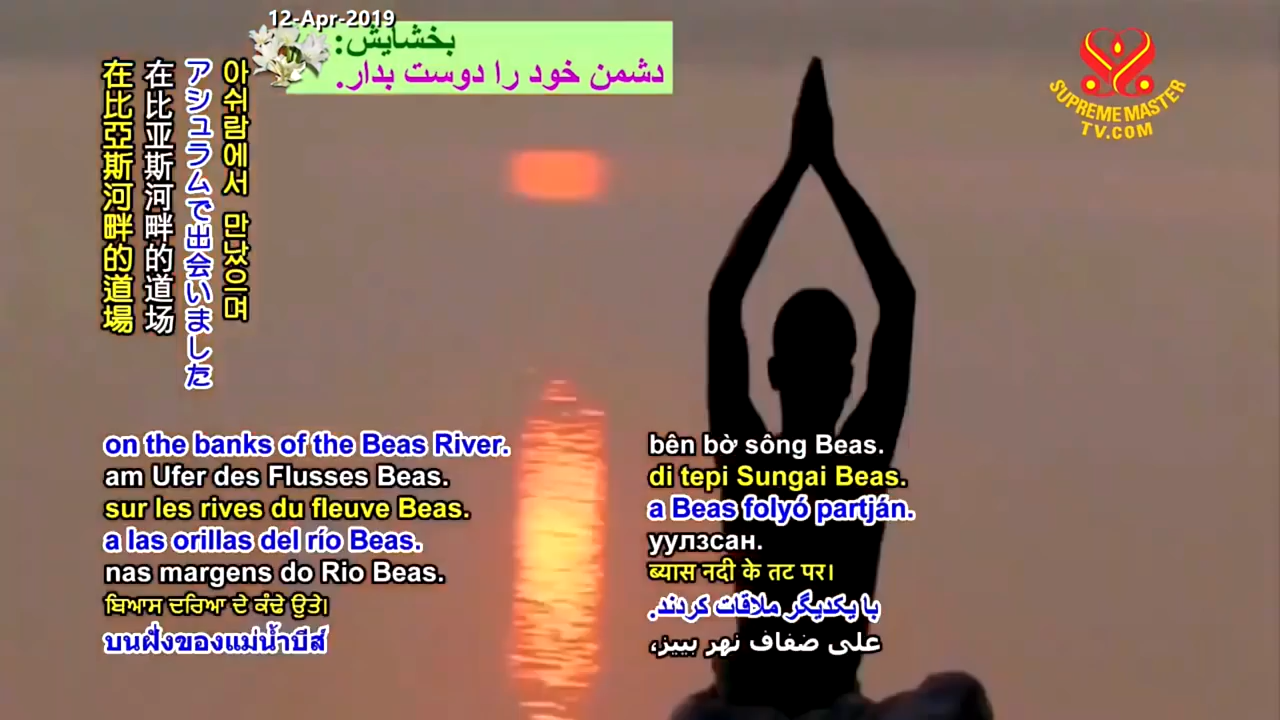 12-Apr-2019
بخشایش:
دشمن خود را دوست بدار.
SUPREME MASTER
TV.COM
아쉬람에서 만났으며
アシュラムで出会いました
在比亚斯河畔的道场
在比亞斯河畔的道場
on the banks of the Beas River.
am Ufer des Flusses Beas.
sur les rives du fleuve Beas.
a las orillas del río Beas.
nas margens do Rio Beas.
ਬਿਆਸ ਦਰਿਆ ਦੇ ਕੰਢੇ ਉਤੇ।
บนฝั่งของแม่น้ำบีส์
bên bờ sông Beas.
di tepi Sungai Beas.
a Beas folyó partján.
уулзсан.
ब्यास नदी के तट पर।
با یکدیگر ملاقات کردند.
على ضفاف نهر بييز،